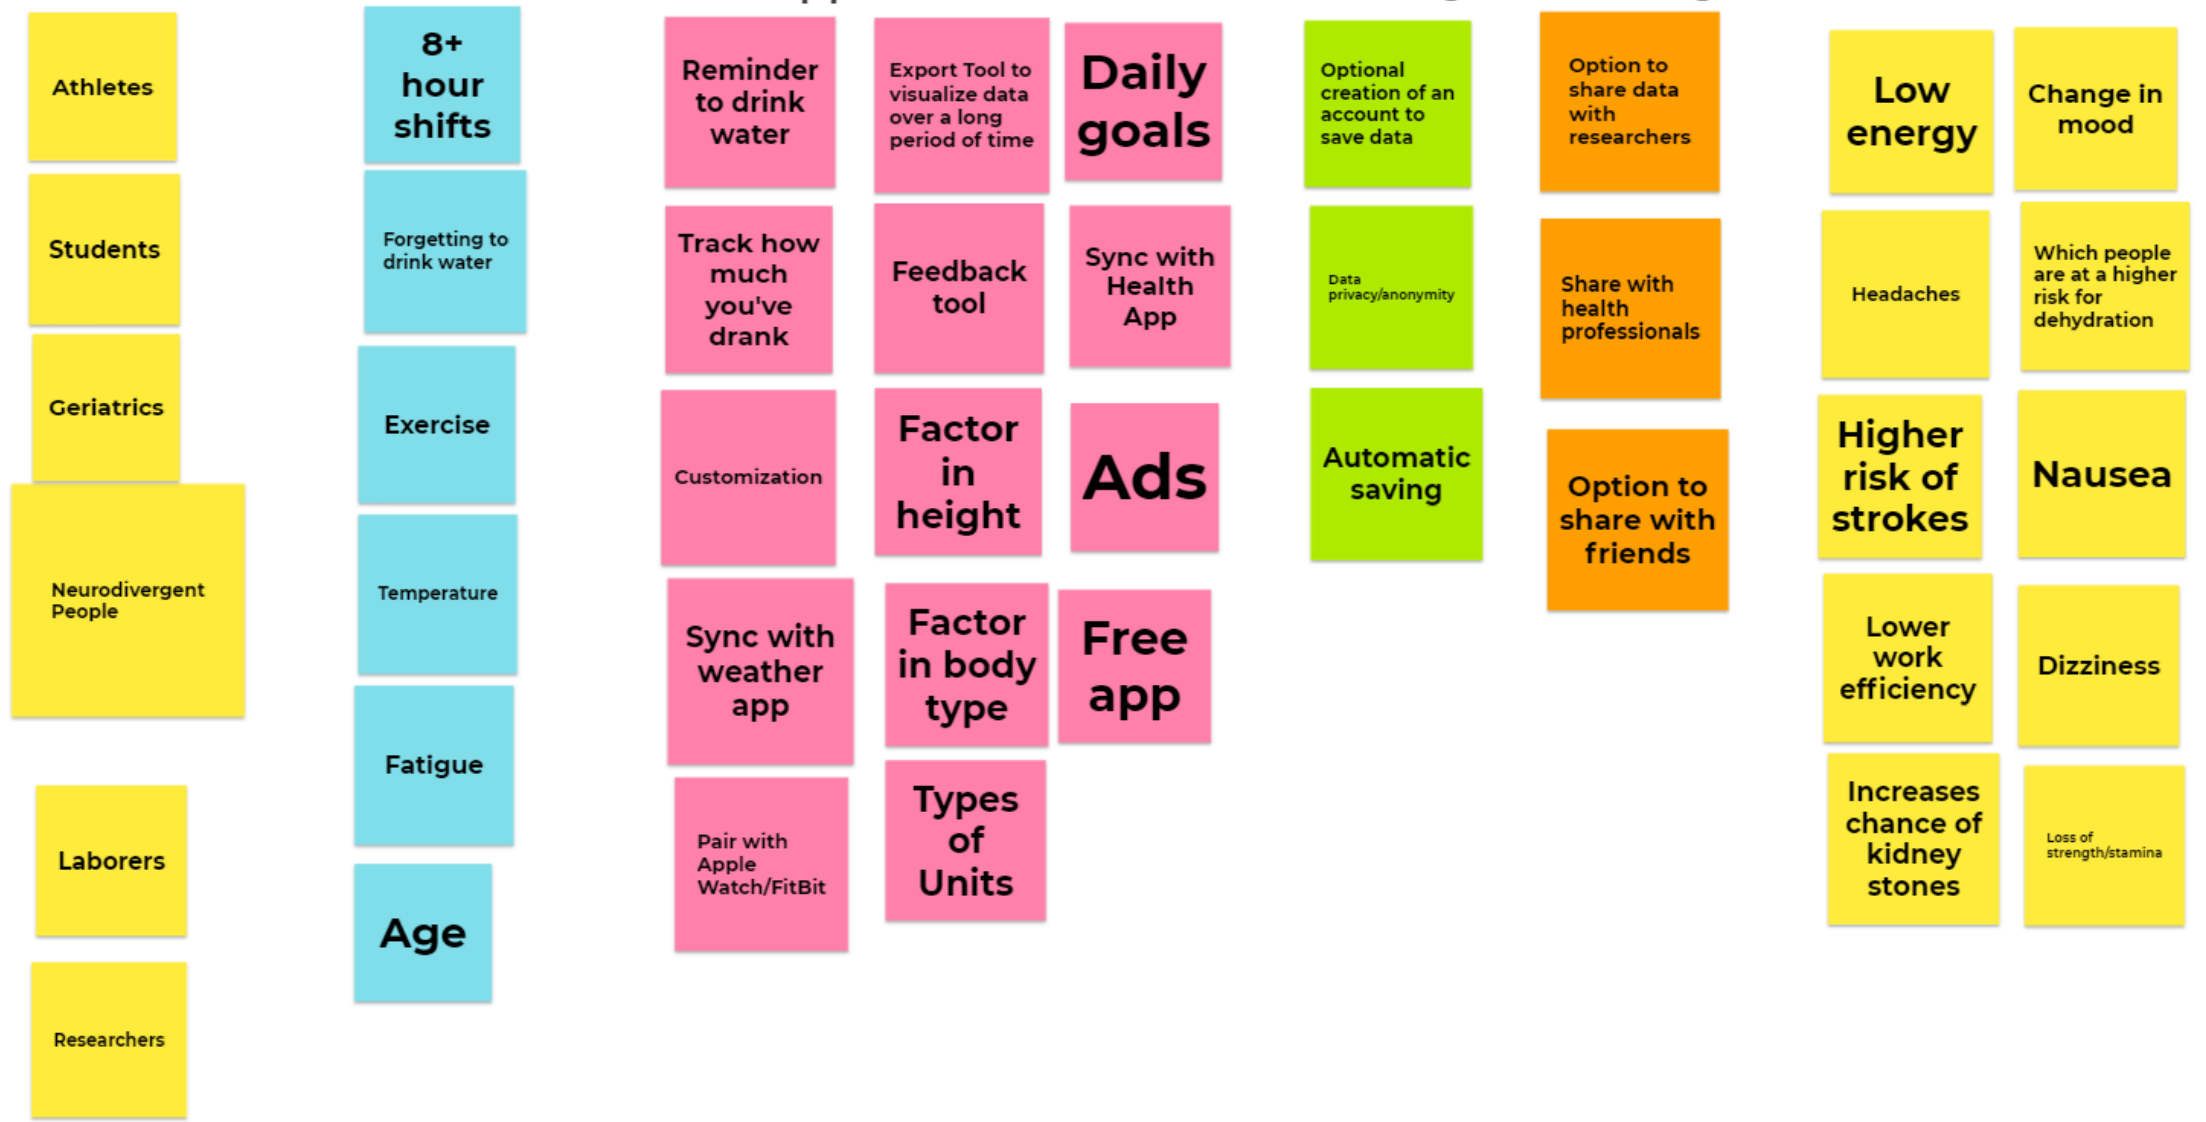 Athletes
Students
Geriatrics
Neurodivergent
People
Laborers
Researchers
8+
hour
shifts
Forgetting to
drink water
Exercise
Temperature
Fatigue
Age
Reminder
to drink
water
Track how
much
you've
drank
Customization
Sync with
weather
app
Pair with
Apple
Watch/FitBit
Export Tool to
visualize data
over a long
period of time
Feedback
tool
Factor
in
height
Factor
in body
type
Types
of
Units
Daily
goals
Sync with
Health
App
Ads
Free
app
Optional
creation of an
account to
save data
Data
privacy/anonymity
Automatic
saving
Option to
share data
with
researchers
Share with
health
professionals
Option to
share with
friends
Low
energy
Headaches
Higher
risk of
strokes
Lower
work
efficiency
Increases
chance of
kidney
stones
Change in
mood
Which people
are at a higher
risk for
dehydration
Nausea
Dizziness
Loss of
strength/stamina